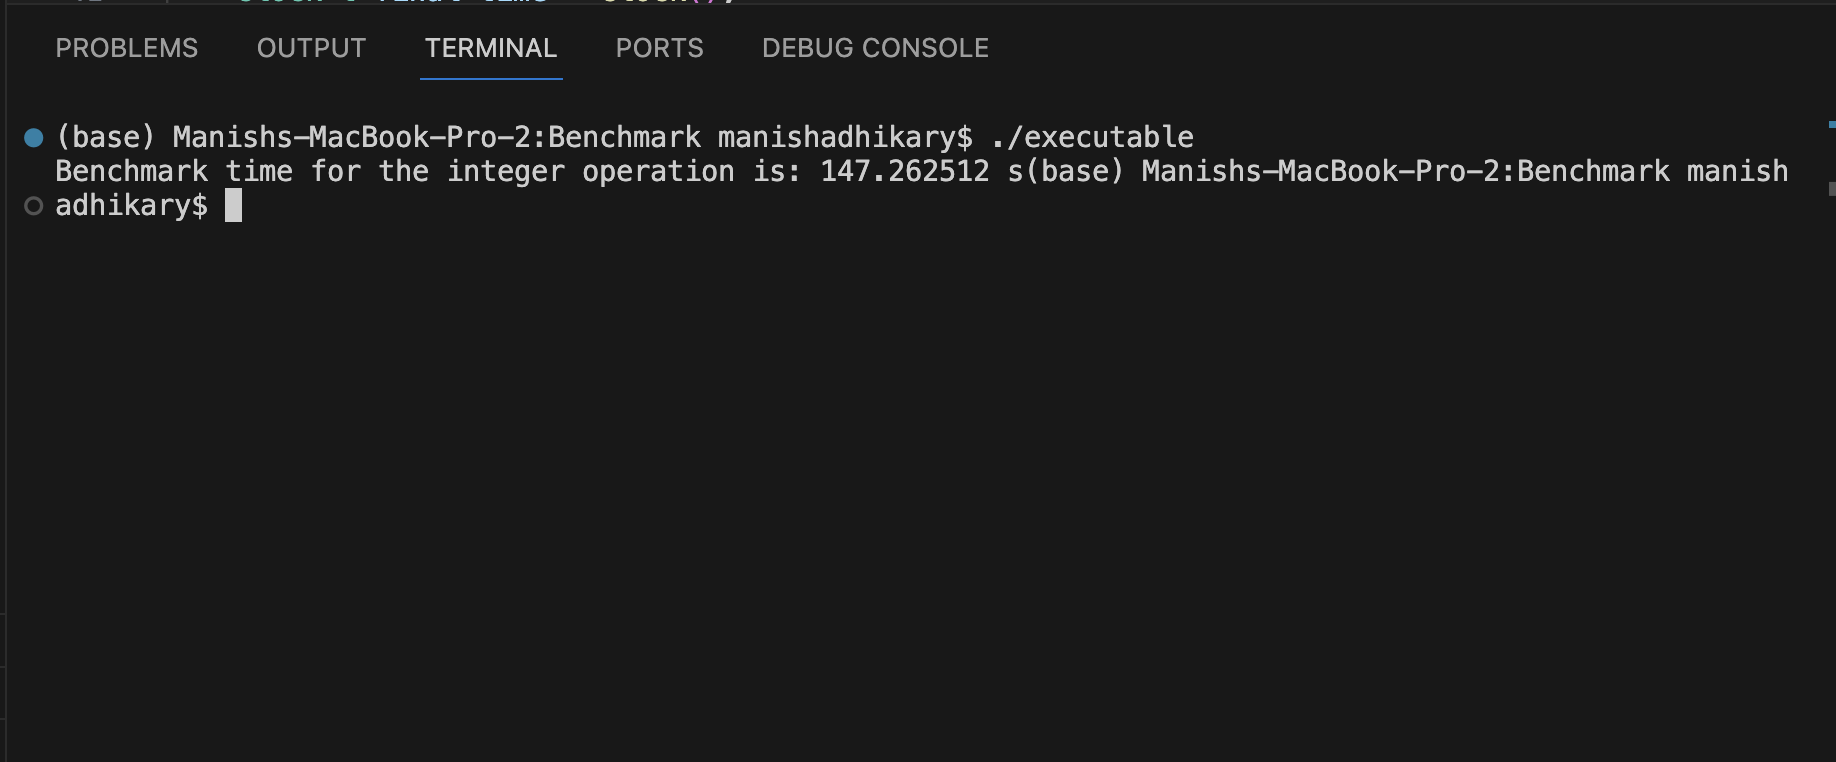 PROBLEMS OUTPUT TERMINAL PORTS DEBUG CONSOLE
(base) Manishs-MacBook-Pro-2:Benchmark manishadhikary$ ./executable
Benchmark time for the integer operation is: 147.262512 s(base) Manishs-MacBook-Pro-2:Benchmark manish
adhikary$